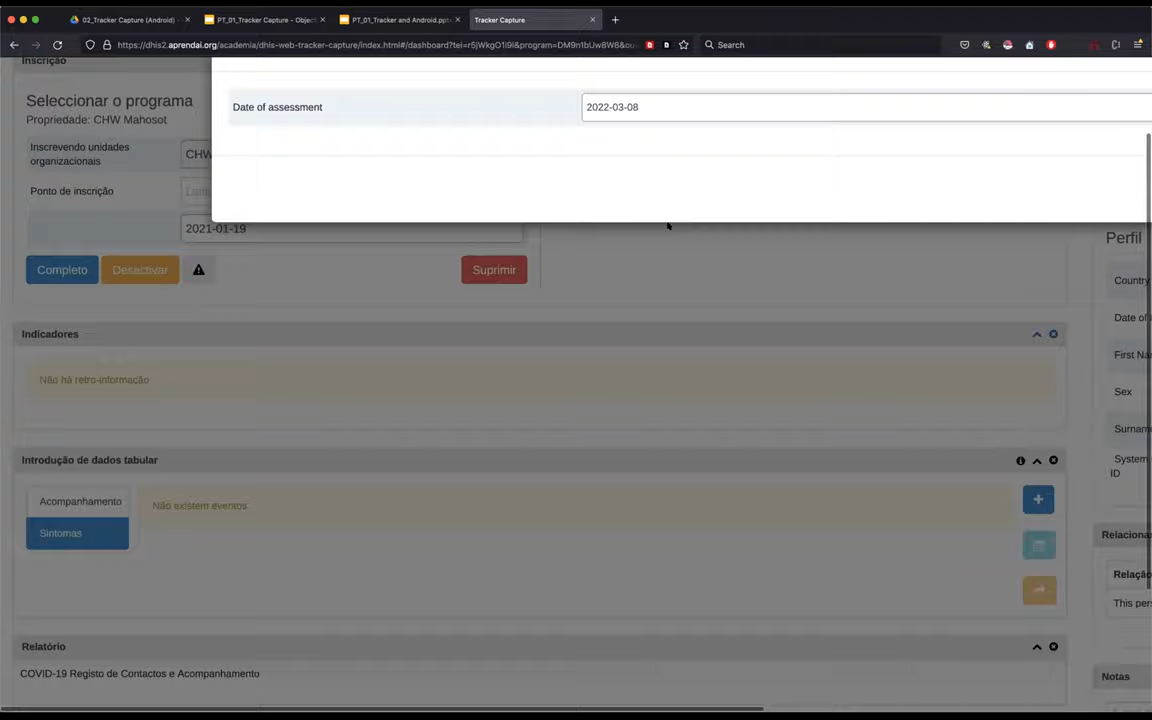 02_Tracker Capture (Android) -
PT_01_Tracker Capture - Object
PT_01_Tracker and Android.pptx
Tracker Capture
https://dhis2.aprendai.org/academia/dhis-web-tracker-capture/index.html#/dashboard?tei=r5jWkgO1i9I&program=DM9n1bUw8W8&ou
Search
Inscrição
Seleccionar o programa
Propriedade: CHW Mahosot
Date of assessment
2022-03-08
Inscrevendo unidades organizacionais
CHW
Ponto de inscrição
2021-01-19
Completo
Desactivar
Suprimir
Perfil
Country
Date of
First Na
Sex
Surnam
System
ID
Indicadores
Não há retro-informação
Introdução de dados tabular
Acompanhamento
Sintomas
Não existem eventos
Relaciona
Relação
This pers
Relatório
COVID-19 Registo de Contactos e Acompanhamento
Notas